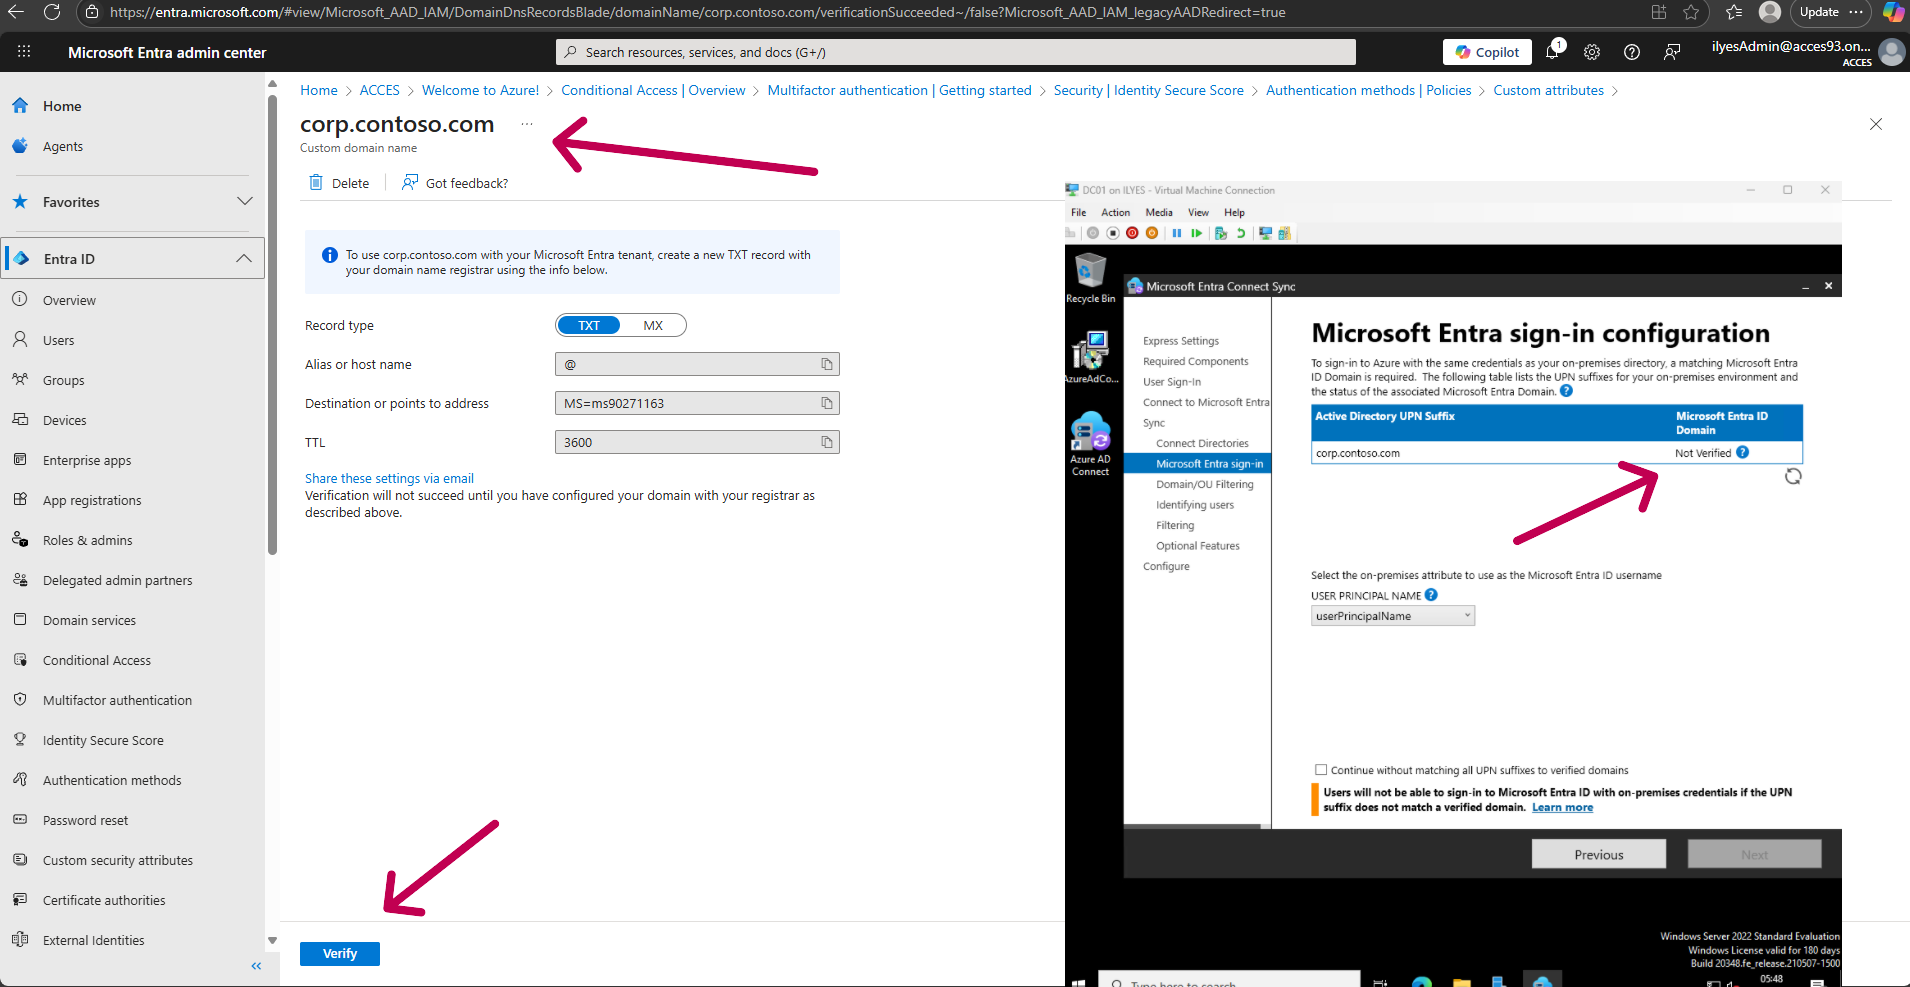 https://entra.microsoft.com/#view/Microsoft_AAD_IAM/DomainDnsRecordsBlade/domainName/corp.contoso.com/verificationSucceeded~/false?Microsoft_AAD_IAM_legacyAADRedirect=true
Update
Microsoft Entra admin center
Search resources, services, and docs (G+/)
Copilot
1
ilyesAdmin@acces93.on...
ACCES
Home
Agents
Favorites
Entra ID
Overview
Users
Groups
Devices
Enterprise apps
App registrations
Roles & admins
Delegated admin partners
Domain services
Conditional Access
Multifactor authentication
Identity Secure Score
Authentication methods
Password reset
Custom security attributes
Certificate authorities
External Identities
Home > ACCES > Welcome to Azure! > Conditional Access | Overview > Multifactor authentication | Getting started > Security | Identity Secure Score > Authentication methods | Policies > Custom attributes >
corp.contoso.com ...
Custom domain name
Delete
Got feedback?
To use corp.contoso.com with your Microsoft Entra tenant, create a new TXT record with
your domain name registrar using the info below.
Record type
TXT MX
Alias or host name
@
Destination or points to address
MS=ms90271163
TTL
3600
Share these settings via email
Verification will not succeed until you have configured your domain with your registrar as
described above.
Verify
DC01 on ILYES - Virtual Machine Connection
File Action Media View Help
Recycle Bin
AzureAdCo...
Azure AD
Connect
Microsoft Entra Connect Sync
Express Settings
Required Components
User Sign-In
Connect to Microsoft Entra
Sync
Connect Directories
Microsoft Entra sign-in
Domain/OU Filtering
Identifying users
Filtering
Optional Features
Configure
Microsoft Entra sign-in configuration
To sign-in to Azure with the same credentials as your on-premises directory, a matching Microsoft Entra
ID Domain is required. The following table lists the UPN suffixes for your on-premises environment and
the status of the associated Microsoft Entra Domain.
Active Directory UPN Suffix
Microsoft Entra ID
Domain
corp.contoso.com
Not Verified
Select the on-premises attribute to use as the Microsoft Entra ID username
USER PRINCIPAL NAME
userPrincipalName
Continue without matching all UPN suffixes to verified domains
Users will not be able to sign-in to Microsoft Entra ID with on-premises credentials if the UPN
suffix does not match a verified domain. Learn more
Previous
Next
Windows Server 2022 Standard Evaluation
Windows License valid for 180 days
Build 20348.fe_release.210507-1500
Type here to search
05:48